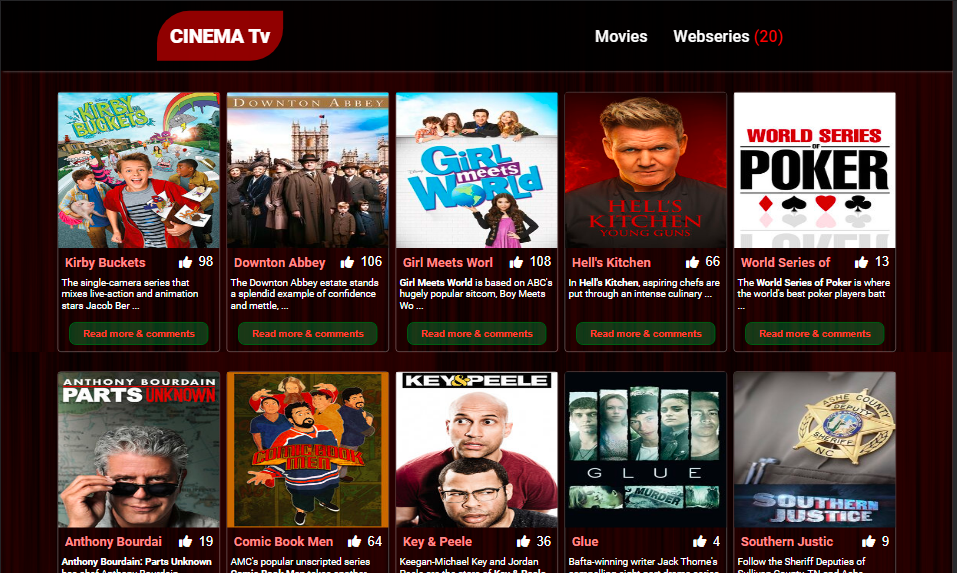 CINEMA Tv
Movies
Webseries (20)
KIRBY BUCKETS
DOWNTON ABBEY
GIRL meets WORLD
HELL'S KITCHEN
YOUNG GUNS
WORLD SERIES OF POKER
Kirby Buckets 98
The single-camera series that
mixes live-action and animation
stars Jacob Ber ...
Read more & comments
Downton Abbey 106
The Downton Abbey estate stands
a splendid example of confidence
and mettle, ...
Read more & comments
Girl Meets Worl 108
Girl Meets World is based on ABC's
hugely popular sitcom, Boy Meets
Wo ...
Read more & comments
Hell's Kitchen 66
In Hell's Kitchen, aspiring chefs are
put through an intense culinary ...
Read more & comments
World Series of 13
The World Series of Poker is where
the world's best poker players batt
...
Read more & comments
ANTHONY BOURDAIN
PARTS UNKNOWN
COMIC BOOK MEN
KEY & PEELE
GLUE
MURDER
ASHE COUNTY
DEPUTY
SHERIFF
NC
SOUTHERN JUSTICE
Anthony Bourdai 19
Anthony Bourdain: Parts Unknown
Comic Book Men 64
AMC's popular unscripted series
Key & Peele 36
Keegan-Michael Key and Jordan
Glue 4
Bafta-winning writer Jack Thorne's
Southern Justic 9
Follow the Sheriff Deputies of